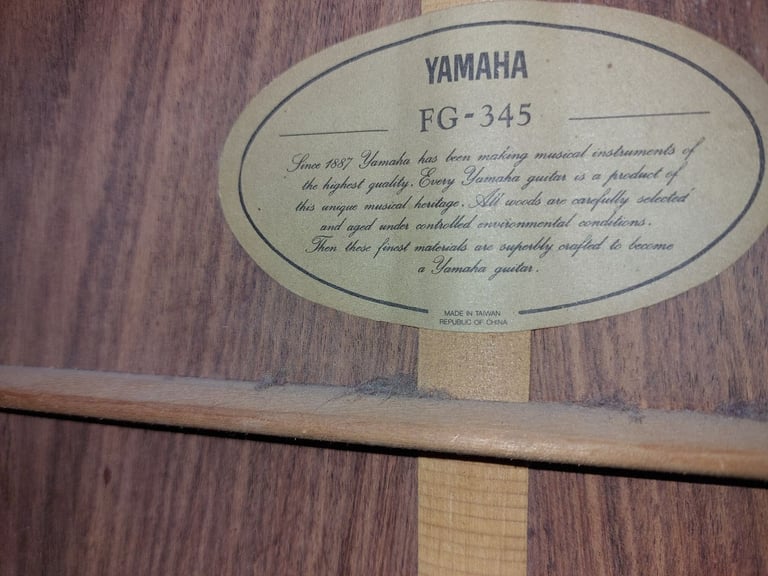 YAMAHA
FG-345
Since 1887 Yamaha has been making musical instruments of
the highest quality. Every Yamaha guitar is a product of
this unique musical heritage. All woods are carefully selected
and aged under controlled environmental conditions.
Then these finest materials are superbly crafted to become
a Yamaha guitar.
MADE IN TAIWAN
REPUBLIC OF CHINA